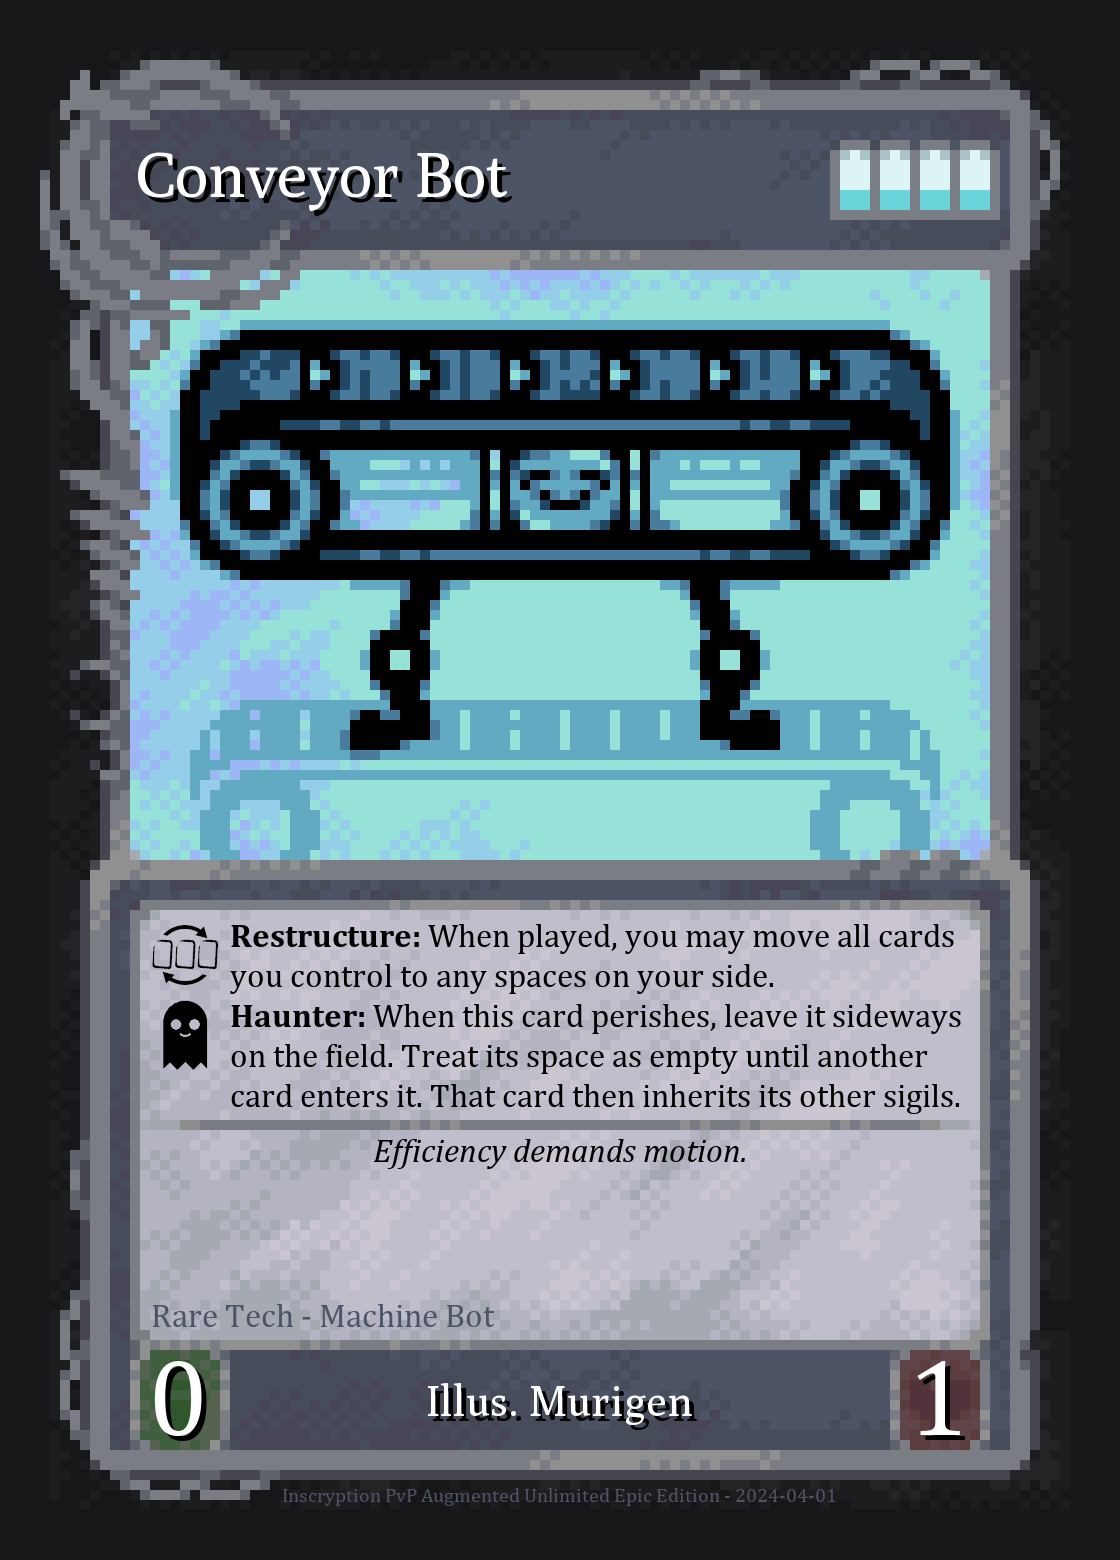 Conveyor Bot
Restructure: When played, you may move all cards
you control to any spaces on your side.
Haunter: When this card perishes, leave it sideways
on the field. Treat its space as empty until another
card enters it. That card then inherits its other sigils.
Efficiency demands motion.
Rare Tech - Machine Bot
0
Illus. Murigen
1
Inscryption PvP Augmented Unlimited Epic Edition - 2024-04-01